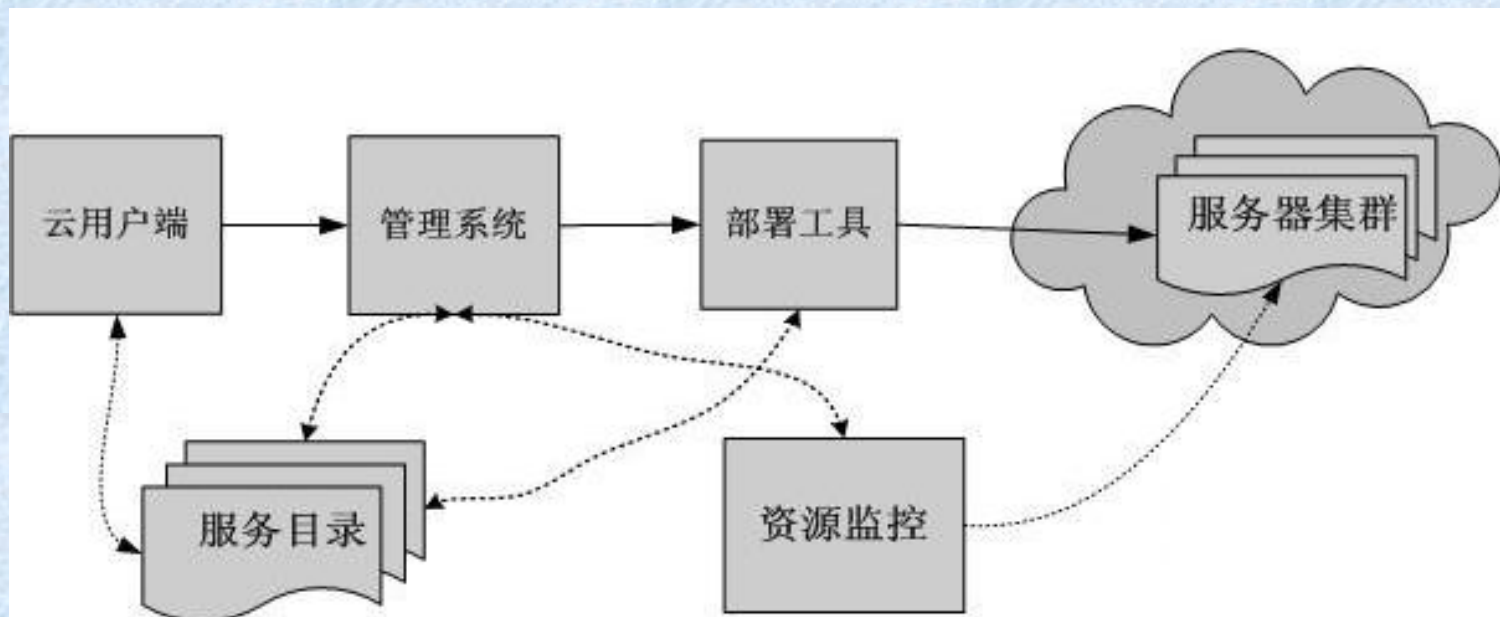 云用户端
管理系统
部署工具
服务器集群
服务目录
资源监控